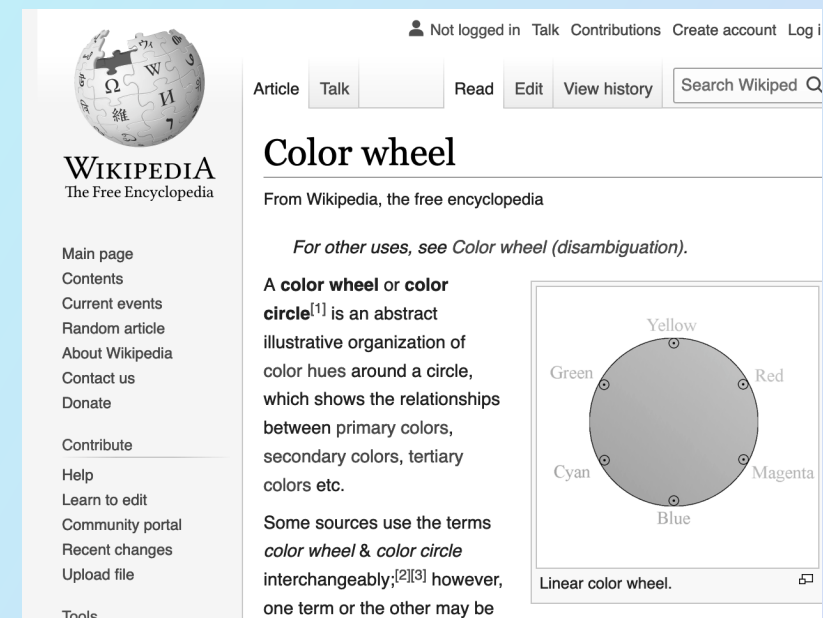 Not logged in Talk Contributions Create account Log i
Article Talk Read Edit View history Search Wikiped
WIKIPEDIA
The Free Encyclopedia
Main page
Contents
Current events
Random article
About Wikipedia
Contact us
Donate
Contribute
Help
Learn to edit
Community portal
Recent changes
Upload file
Tools
Color wheel
From Wikipedia, the free encyclopedia
For other uses, see Color wheel (disambiguation).
A color wheel or color
circle[1] is an abstract
illustrative organization of
color hues around a circle,
which shows the relationships
between primary colors,
secondary colors, tertiary
colors etc.
Some sources use the terms
color wheel & color circle
interchangeably;[2][3] however,
one term or the other may be
Yellow
Green
Red
Cyan
Magenta
Blue
Linear color wheel.